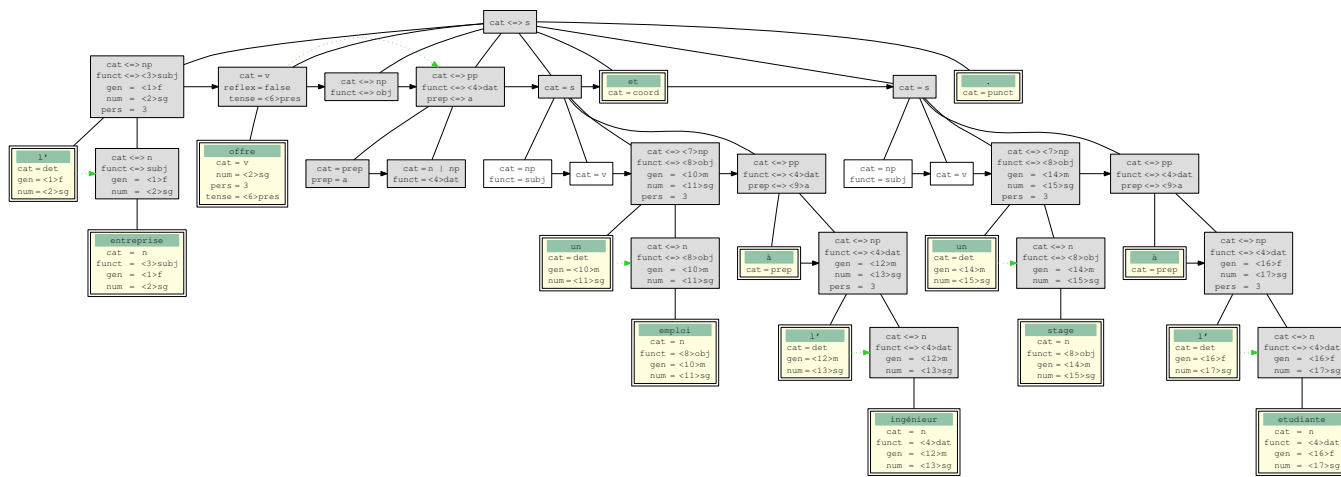 cat <=> s
cat <=> np
funct <=> <3>subj
gen = <1>f
num = <2>sg
pers = 3
cat = v
reflex = false
tense = <6>pres
cat <=> np
funct <=> obj
cat <=> pp
funct <=> <4>dat
prep <=> a
cat = s
et
cat = coord
cat = s
.
cat = punct
l'
cat = det
gen = <1>f
num = <2>sg
cat <=> n
funct <=> subj
gen = <1>f
num = <2>sg
offre
cat = v
num = <2>sg
pers = 3
tense = <6>pres
cat = prep
prep = a
cat = n | np
funct = <4>dat
cat = np
funct = subj
cat = v
cat <=> <7>np
funct <=> <8>obj
gen = <10>m
num = <11>sg
pers = 3
cat <=> pp
funct <=> <4>dat
prep <=> <9>a
cat = np
funct = subj
cat = v
cat <=> <7>np
funct <=> <8>obj
gen = <14>m
num = <15>sg
pers = 3
cat <=> pp
funct <=> <4>dat
prep <=> <9>a
entreprise
cat = n
funct = <3>subj
gen = <1>f
num = <2>sg
un
cat = det
gen = <10>m
num = <11>sg
cat <=> n
funct <=> <8>obj
gen = <10>m
num = <11>sg
à
cat = prep
cat <=> np
funct <=> <4>dat
gen = <12>m
num = <13>sg
pers = 3
un
cat = det
gen = <14>m
num = <15>sg
cat <=> n
funct <=> <8>obj
gen = <14>m
num = <15>sg
à
cat = prep
cat <=> np
funct <=> <4>dat
gen = <16>f
num = <17>sg
pers = 3
emploi
cat = n
funct = <8>obj
gen = <10>m
num = <11>sg
l'
cat = det
gen = <12>m
num = <13>sg
cat <=> n
funct <=> <4>dat
gen = <12>m
num = <13>sg
stage
cat = n
funct = <8>obj
gen = <14>m
num = <15>sg
l'
cat = det
gen = <16>f
num = <17>sg
cat <=> n
funct <=> <4>dat
gen = <16>f
num = <17>sg
ingénieur
cat = n
funct = <4>dat
gen = <12>m
num = <13>sg
etudiante
cat = n
funct = <4>dat
gen = <16>f
num = <17>sg